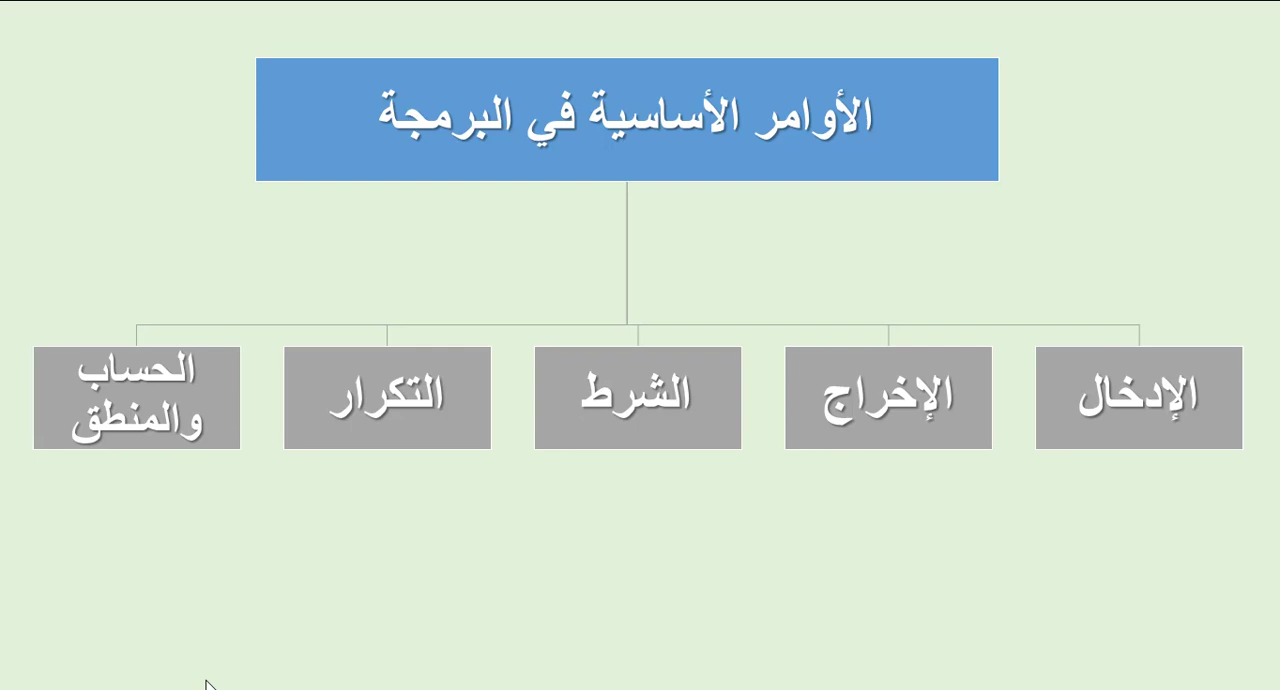 الأوامر الأساسية في البرمجة
الإدخال
الإخراج
الشرط
التكرار
الحساب
والمنطق